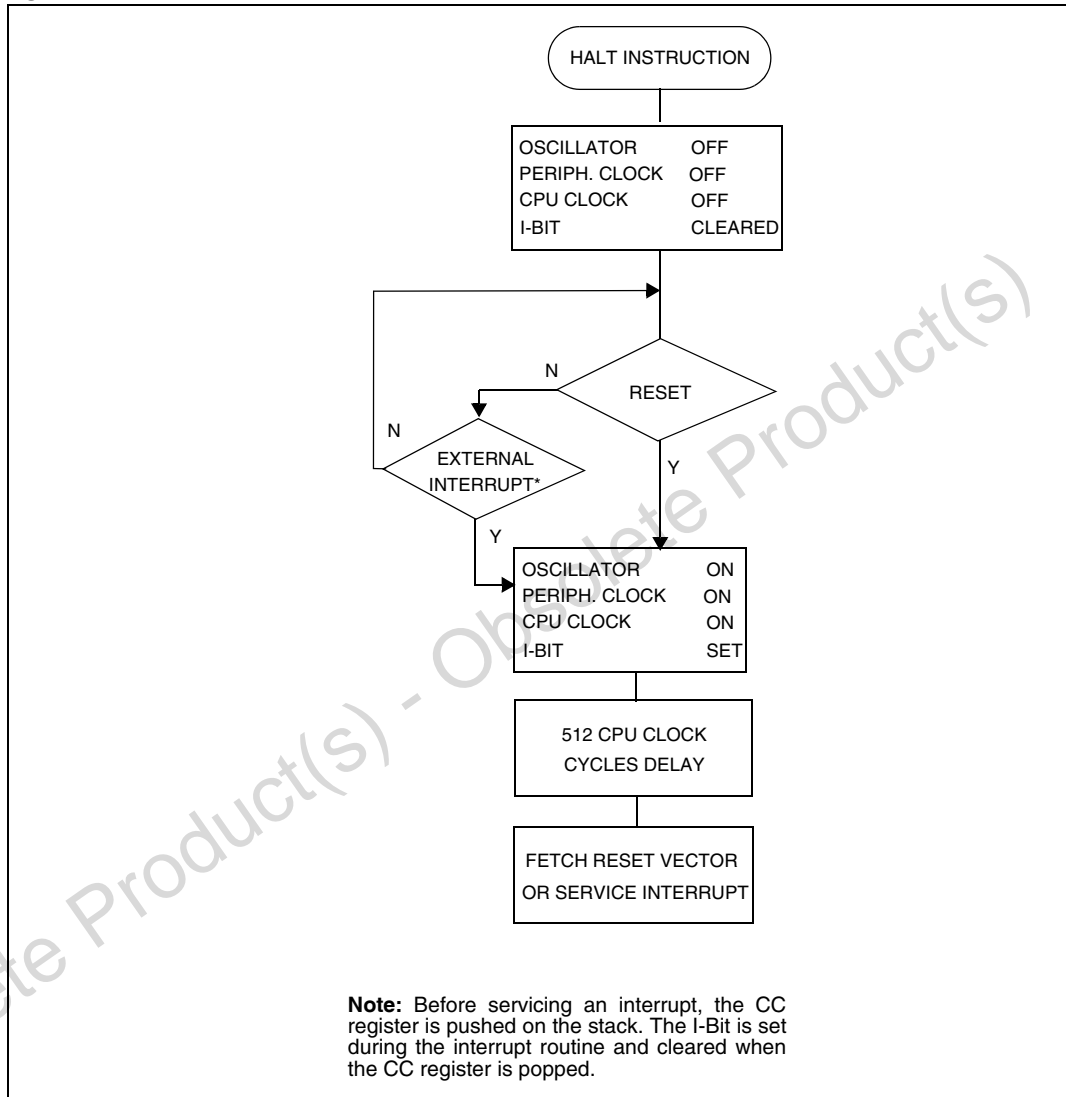 HALT INSTRUCTION
OSCILLATOR OFF
PERIPH. CLOCK OFF
CPU CLOCK OFF
I-BIT CLEARED
N
RESET
N
EXTERNAL
INTERRUPT*
Y
Y
OSCILLATOR ON
PERIPH. CLOCK ON
CPU CLOCK ON
I-BIT SET
512 CPU CLOCK
CYCLES DELAY
FETCH RESET VECTOR
OR SERVICE INTERRUPT
Note: Before servicing an interrupt, the CC
register is pushed on the stack. The I-Bit is set
during the interrupt routine and cleared when
the CC register is popped.
ete Product(s) - Obsolete Product(s)